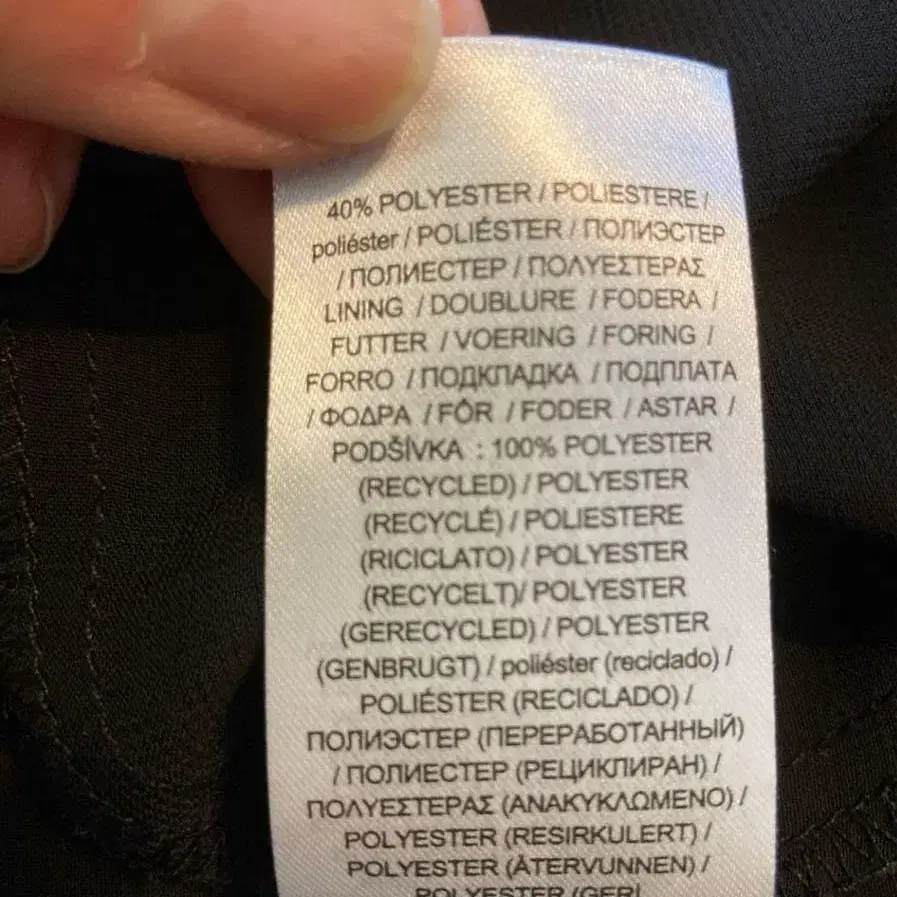 40% POLYESTER / POLIESTERE /
poliéster / POLIÉSTER / ПОЛИЭСТЕР
/ ПОЛИЕСТЕР / ΠΟΛΥΕΣΤΕΡΑΣ
LINING / DOUBLURE / FODERA /
FUTTER / VOERING / FORING /
FORRO / ПОДКЛАДКА / ПОДПЛАТА
/ ΦΟΔΡΑ / FÔR / FODER / ASTAR /
PODŠÍVKA : 100% POLYESTER
(RECYCLED) / POLYESTER
(RECYCLÉ) / POLIESTERE
(RICICLATO) / POLYESTER
(RECYCELT)/ POLYESTER
(GERECYCLED) / POLYESTER
(GENBRUGT) / poliéster (reciclado) /
POLIÉSTER (RECICLADO) /
ПОЛИЭСТЕР (ПЕРЕРАБОТАННЫЙ)
/ ПОЛИЕСТЕР (РЕЦИКЛИРАН) /
ΠΟΛΥΕΣΤΕΡΑΣ (ΑΝΑΚΥΚΛΩΜΕΝΟ) /
POLYESTER (RESIRKULERT) /
POLYESTER (ÅTERVUNNEN) /
POLYESTER (GERİ